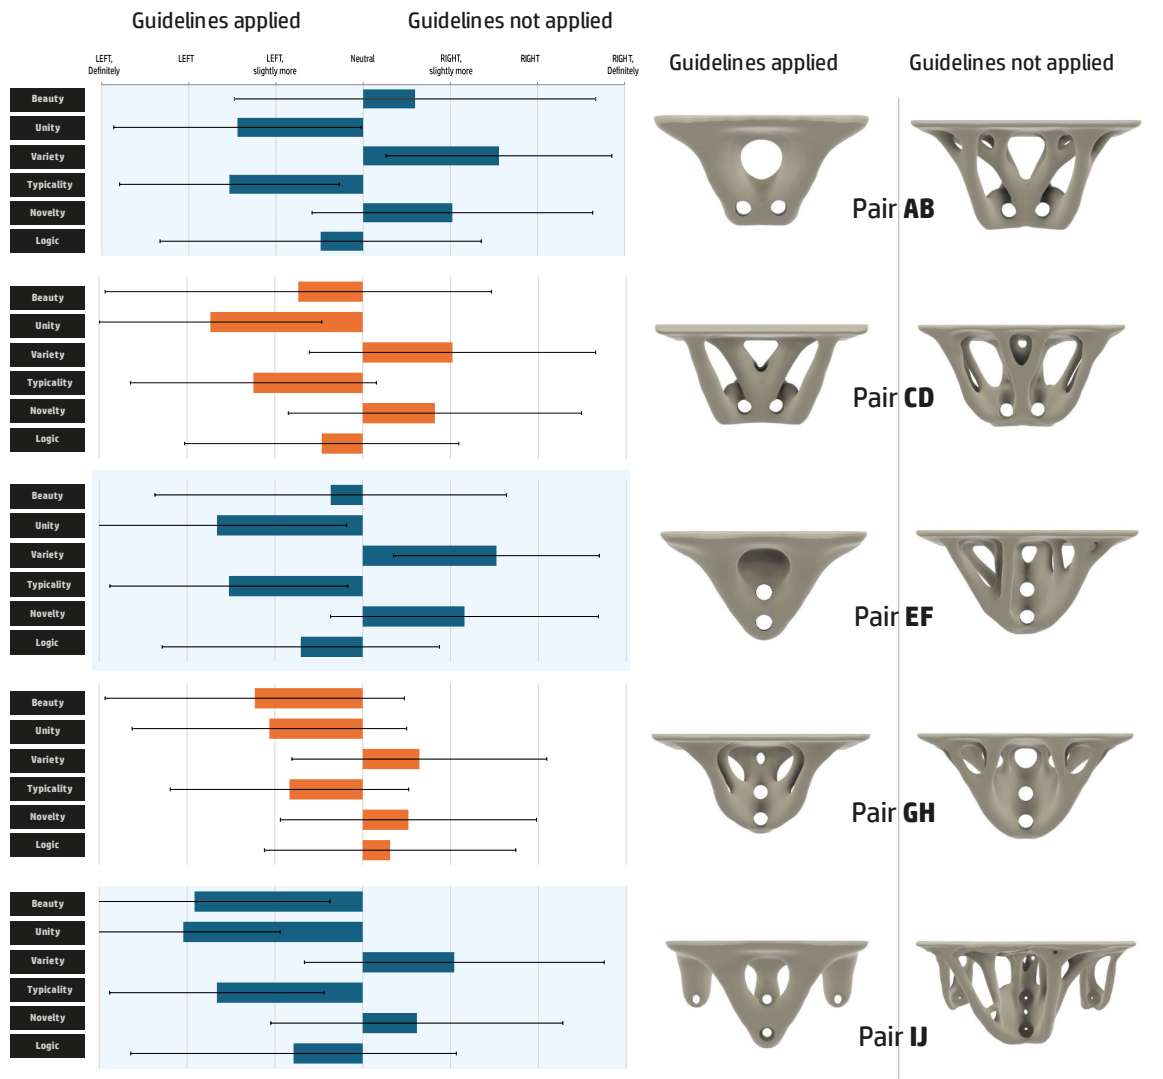 Guidelines applied
Guidelines not applied
LEFT,
Definitely
LEFT
LEFT,
slightly more
Neutral
RIGHT,
slightly more
RIGHT
RIGHT,
Definitely
Guidelines applied
Guidelines not applied
Beauty
Unity
Variety
Typicality
Novelty
Logic
Pair AB
Beauty
Unity
Variety
Typicality
Novelty
Logic
Pair CD
Beauty
Unity
Variety
Typicality
Novelty
Logic
Pair EF
Beauty
Unity
Variety
Typicality
Novelty
Logic
Pair GH
Beauty
Unity
Variety
Typicality
Novelty
Logic
Pair IJ